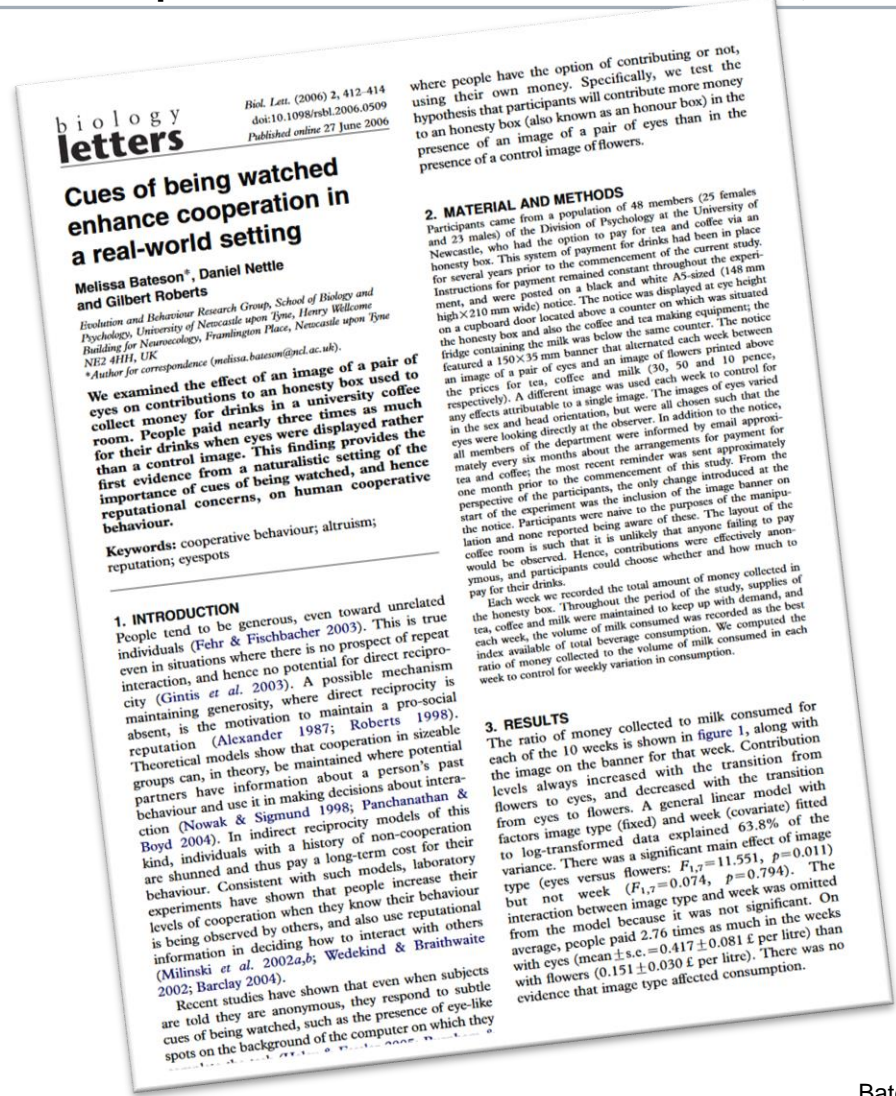 biology
letters
Biol. Lett. (2006) 2, 412–414
doi:10.1098/rsbl.2006.0509
Published online 27 June 2006
Cues of being watched
enhance cooperation in
a real-world setting
Melissa Bateson*, Daniel Nettle
and Gilbert Roberts
Evolution and Behaviour Research Group, School of Biology and
Psychology, University of Newcastle upon Tyne, Henry Wellcome
Building for Neuroecology, Framlington Place, Newcastle upon Tyne
NE2 4HH, UK
*Author for correspondence (melissa.bateson@ncl.ac.uk).
We examined the effect of an image of a pair of
eyes on contributions to an honesty box used to
collect money for drinks in a university coffee
room. People paid nearly three times as much
for their drinks when eyes were displayed rather
than a control image. This finding provides the
first evidence from a naturalistic setting of the
importance of cues of being watched, and hence
reputational concerns, on human cooperative
behaviour.
Keywords: cooperative behaviour; altruism;
reputation; eyespots
1. INTRODUCTION
People tend to be generous, even toward unrelated
individuals (Fehr & Fischbacher 2003). This is true
even in situations where there is no prospect of repeat
interaction, and hence no potential for direct recipro-
city (Gintis et al. 2003). A possible mechanism
maintaining generosity, where direct reciprocity is
absent, is the motivation to maintain a pro-social
reputation (Alexander 1987; Roberts 1998).
Theoretical models show that cooperation in sizeable
groups can, in theory, be maintained where potential
partners have information about a person's past
behaviour and use it in making decisions about intera-
ction (Nowak & Sigmund 1998; Panchanathan &
Boyd 2004). In indirect reciprocity models of this
kind, individuals with a history of non-cooperation
are shunned and thus pay a long-term cost for their
behaviour. Consistent with such models, laboratory
experiments have shown that people increase their
levels of cooperation when they know their behaviour
is being observed by others, and also use reputational
information in deciding how to interact with others
(Milinski et al. 2002a,b; Wedekind & Braithwaite
2002; Barclay 2004).
Recent studies have shown that even when subjects
are told they are anonymous, they respond to subtle
cues of being watched, such as the presence of eye-like
spots on the background of the computer on which they
where people have the option of contributing or not,
using their own money. Specifically, we test the
hypothesis that participants will contribute more money
to an honesty box (also known as an honour box) in the
presence of an image of a pair of eyes than in the
presence of a control image of flowers.
2. MATERIAL AND METHODS
Participants came from a population of 48 members (25 females
and 23 males) of the Division of Psychology at the University of
Newcastle, who had the option to pay for tea and coffee via an
honesty box. This system of payment for drinks had been in place
for several years prior to the commencement of the current study.
Instructions for payment remained constant throughout the experi-
ment, and were posted on a black and white A5-sized (148 mm
high×210 mm wide) notice. The notice was displayed at eye height
on a cupboard door located above a counter on which was situated
the honesty box and also the coffee and tea making equipment; the
fridge containing the milk was below the same counter. The notice
featured a 150×35 mm banner that alternated each week between
an image of a pair of eyes and an image of flowers printed above
the prices for tea, coffee and milk (30, 50 and 10 pence,
respectively). A different image was used each week to control for
any effects attributable to a single image. The images of eyes varied
in the sex and head orientation, but were all chosen such that the
eyes were looking directly at the observer. In addition to the notice,
all members of the department were informed by email approxi-
mately every six months about the arrangements for payment for
tea and coffee; the most recent reminder was sent approximately
one month prior to the commencement of this study. From the
perspective of the participants, the only change introduced at the
start of the experiment was the inclusion of the image banner on
the notice. Participants were naive to the purposes of the manipu-
lation and none reported being aware of these. The layout of the
coffee room is such that it is unlikely that anyone failing to pay
would be observed. Hence, contributions were effectively anon-
ymous, and participants could choose whether and how much to
pay for their drinks.
Each week we recorded the total amount of money collected in
the honesty box. Throughout the period of the study, supplies of
tea, coffee and milk were maintained to keep up with demand, and
each week, the volume of milk consumed was recorded as the best
index available of total beverage consumption. We computed the
ratio of money collected to the volume of milk consumed in each
week to control for weekly variation in consumption.
3. RESULTS
The ratio of money collected to milk consumed for
each of the 10 weeks is shown in figure 1, along with
the image on the banner for that week. Contribution
levels always increased with the transition from
flowers to eyes, and decreased with the transition
from eyes to flowers. A general linear model with
factors image type (fixed) and week (covariate) fitted
to log-transformed data explained 63.8% of the
variance. There was a significant main effect of image
type (eyes versus flowers: F1,7=11.551, p=0.011)
but not week (F1,7=0.074, p=0.794). The
interaction between image type and week was omitted
from the model because it was not significant. On
average, people paid 2.76 times as much in the weeks
with eyes (mean±s.e.=0.417±0.081 £ per litre) than
with flowers (0.151±0.030 £ per litre). There was no
evidence that image type affected consumption.
Bate